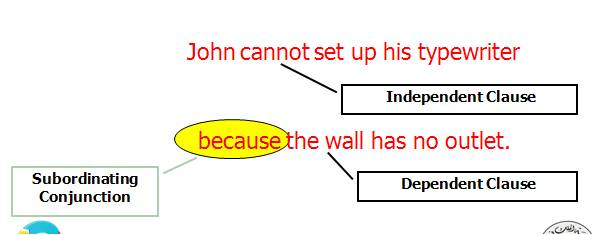 John cannot set up his typewriter
Independent Clause
because the wall has no outlet.
Subordinating
Conjunction
Dependent Clause